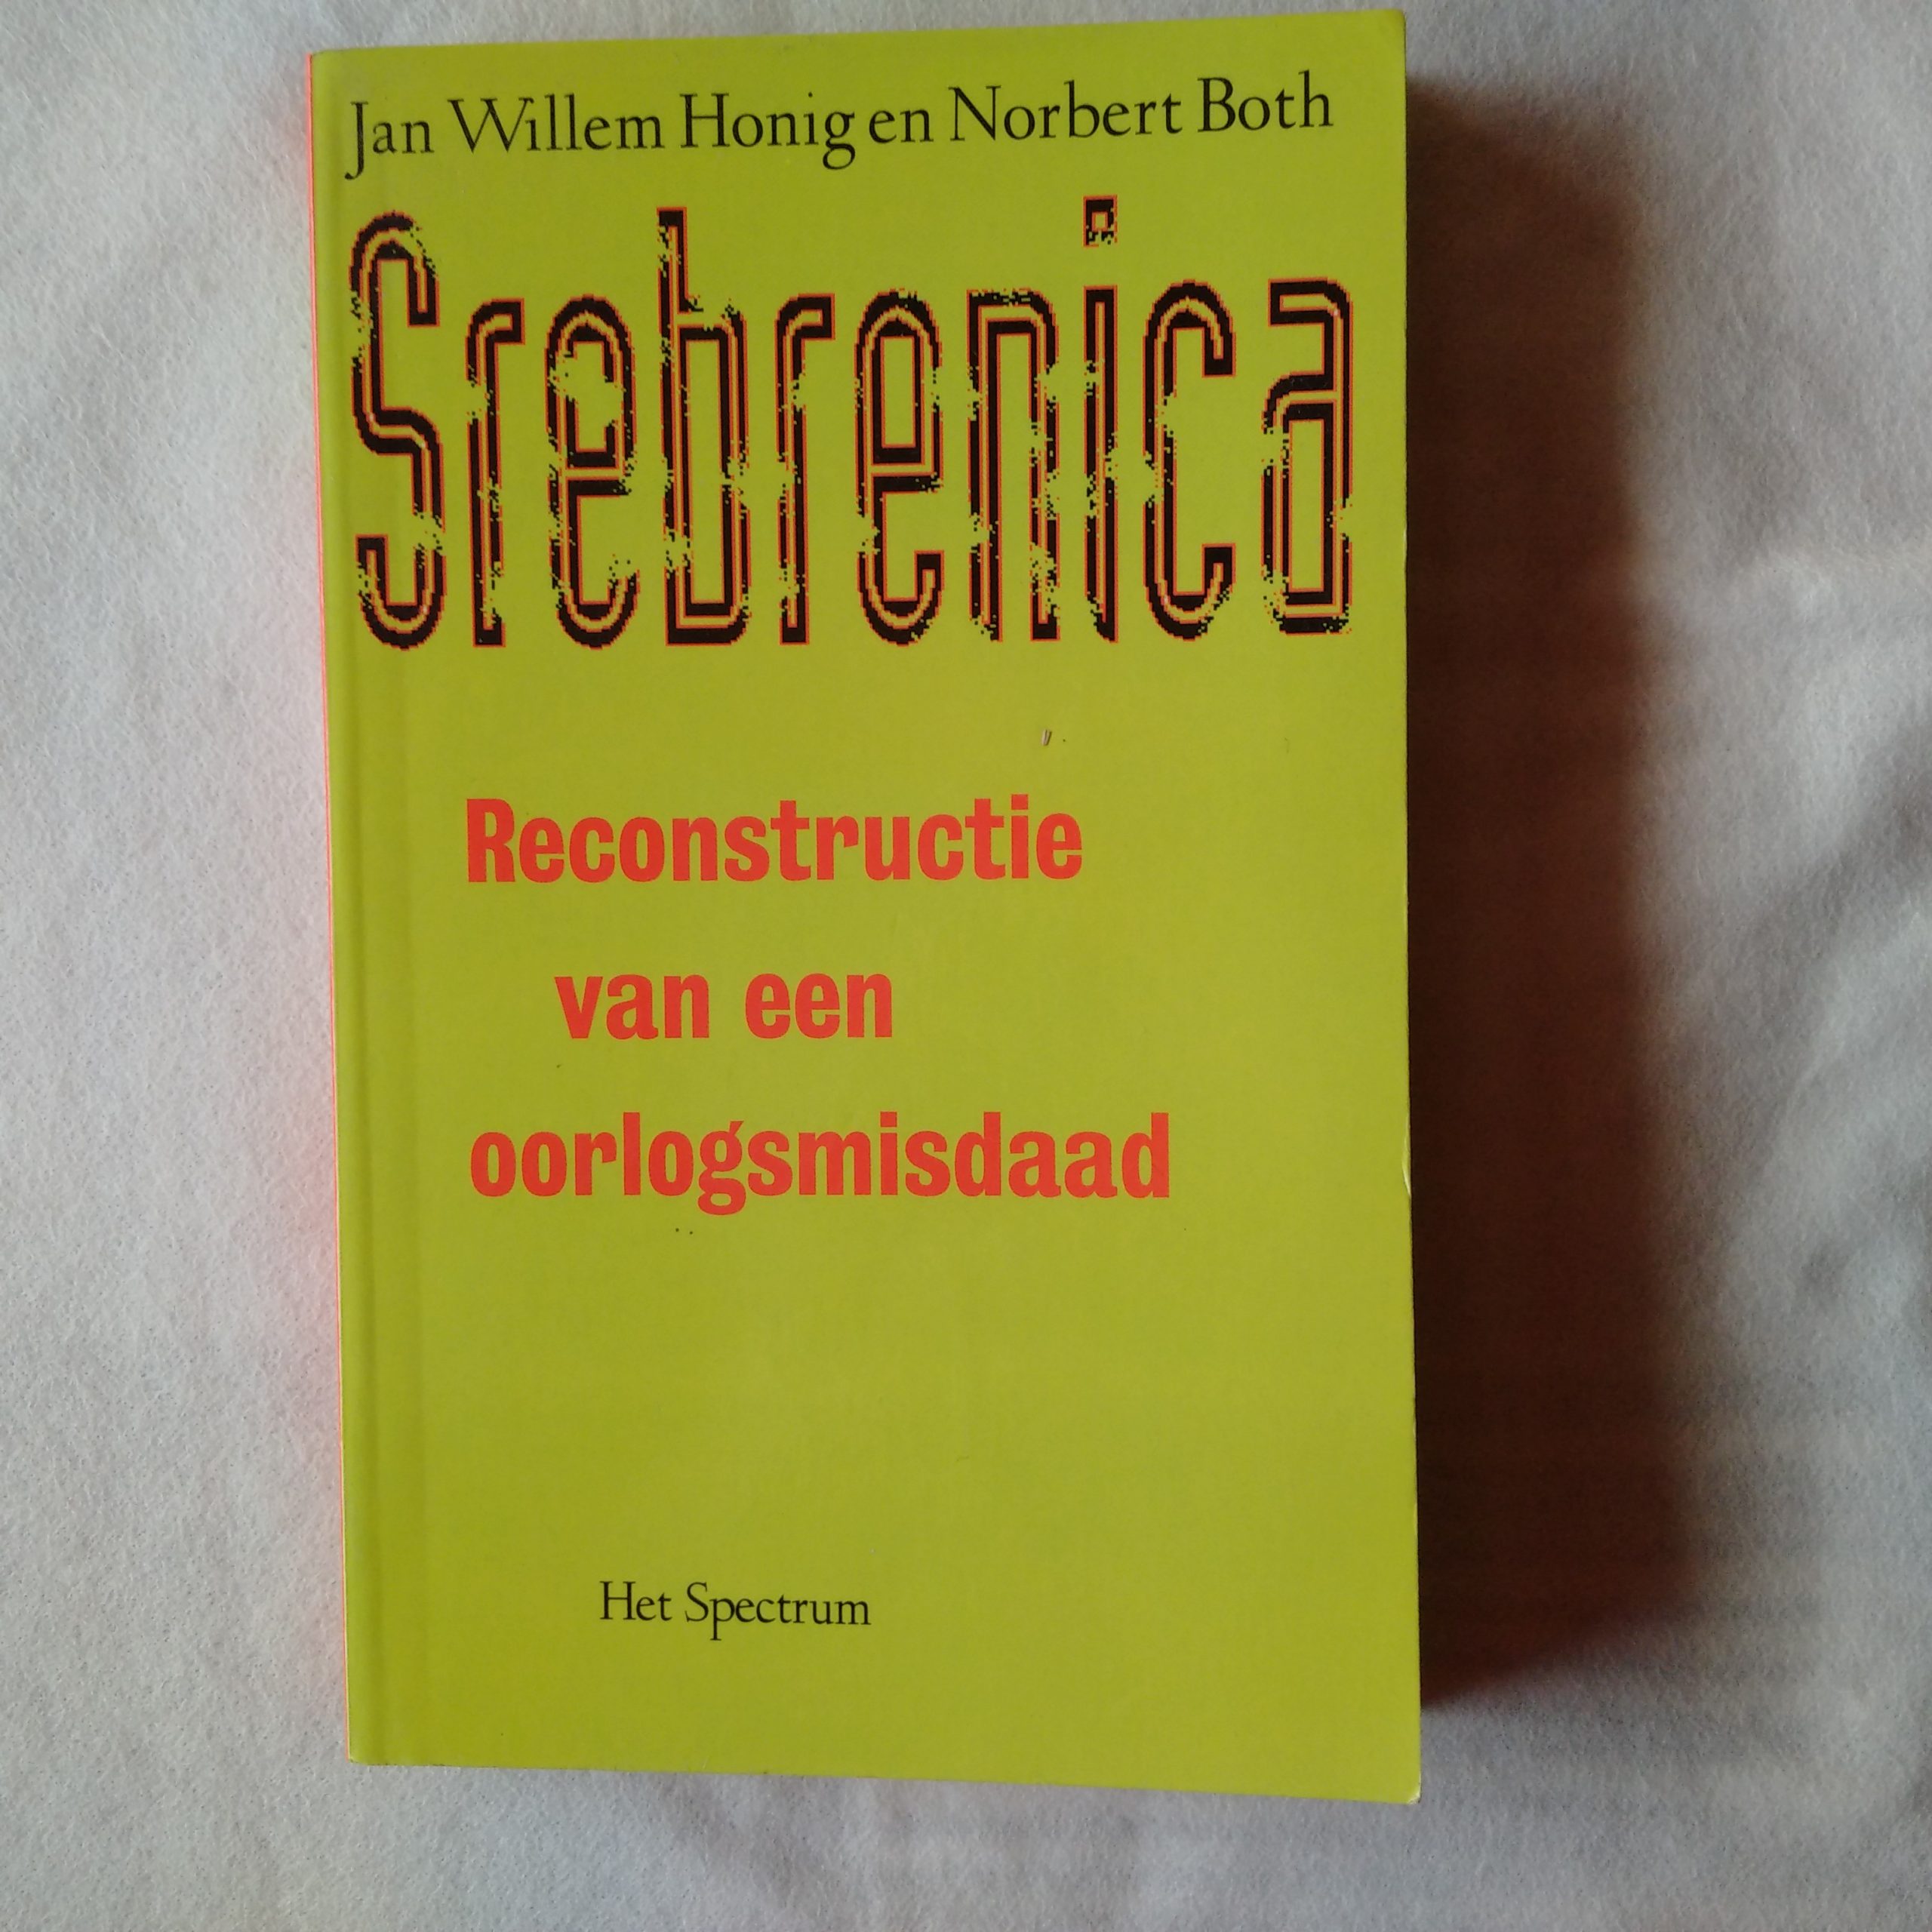 Jan Willem Honig en Norbert Both
Srebrenica
Reconstructie
van een
oorlogsmisdaad
Het Spectrum